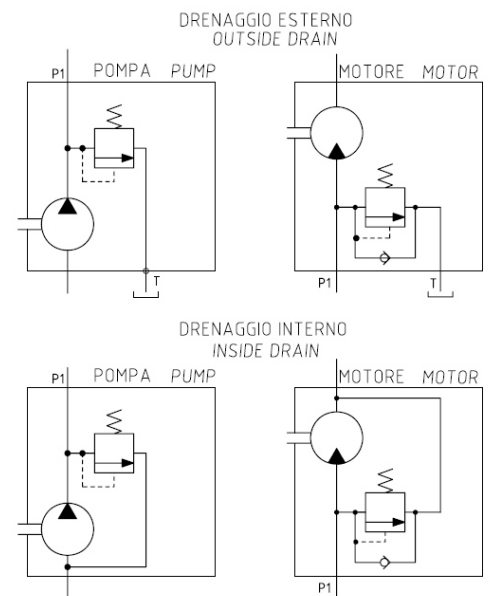 DRENAGGIO ESTERNO
OUTSIDE DRAIN
P1 POMPA PUMP
MOTORE MOTOR
T
P1
T
DRENAGGIO INTERNO
INSIDE DRAIN
P1 POMPA PUMP
MOTORE MOTOR
P1